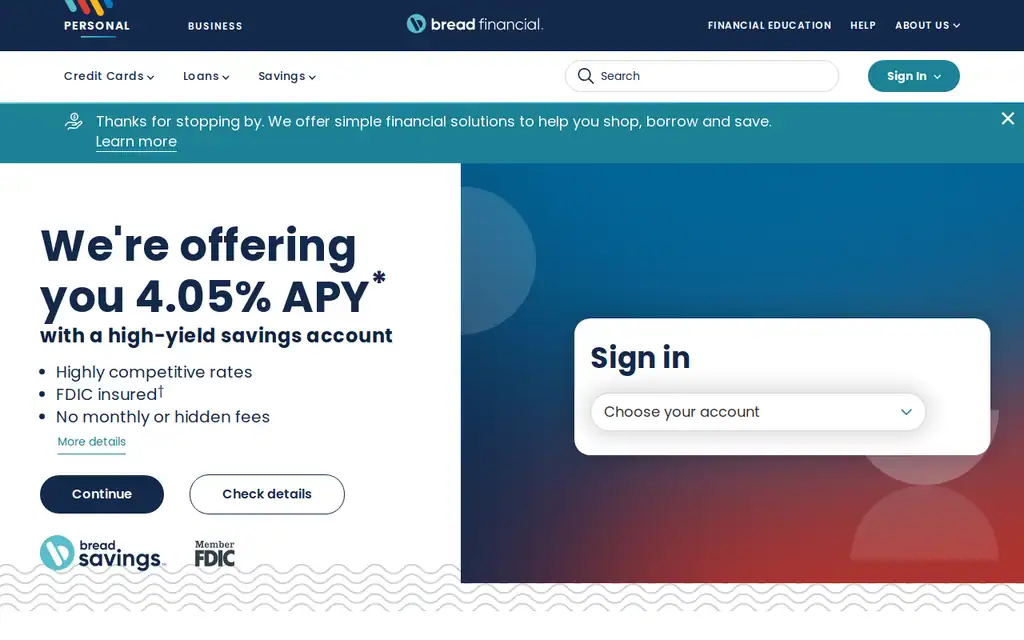 PERSONAL
BUSINESS
bread financial.
FINANCIAL EDUCATION
HELP
ABOUT US
Credit Cards
Loans
Savings
Search
Sign In
Thanks for stopping by. We offer simple financial solutions to help you shop, borrow and save.
Learn more
We're offering
you 4.05% APY*
with a high-yield savings account
• Highly competitive rates
• FDIC insured†
• No monthly or hidden fees
More details
Continue
Check details
bread
savings™
Member
FDIC
Sign in
Choose your account